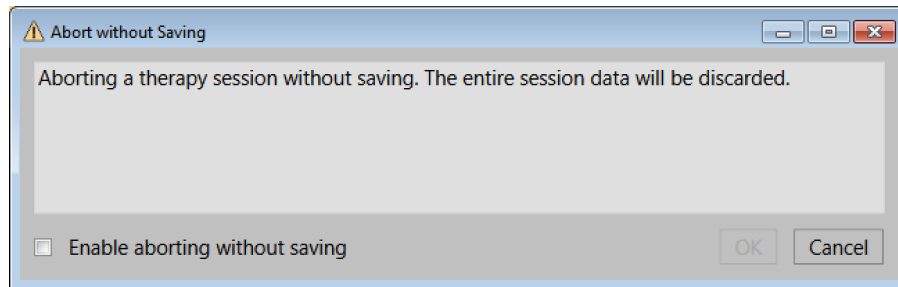 Abort without Saving
Aborting a therapy session without saving. The entire session data will be discarded.
Enable aborting without saving
OK
Cancel